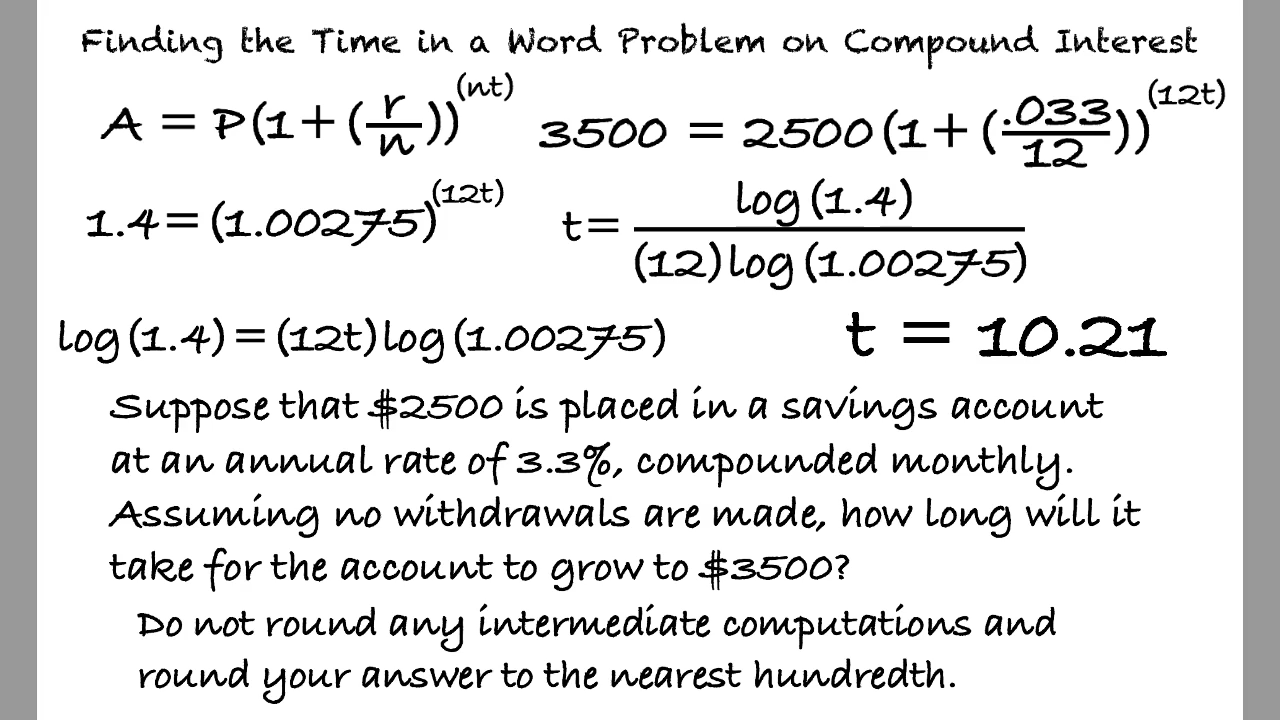 Finding the Time in a Word Problem on Compound Interest
A = P(1+(r/n))^(nt)
3500 = 2500(1+(.033/12))^(12t)
1.4=(1.00275)^(12t)
t= log(1.4) / (12)log(1.00275)
log(1.4)=(12t)log(1.00275)
t = 10.21
Suppose that $2500 is placed in a savings account
at an annual rate of 3.3%, compounded monthly.
Assuming no withdrawals are made, how long will it
take for the account to grow to $3500?
Do not round any intermediate computations and
round your answer to the nearest hundredth.